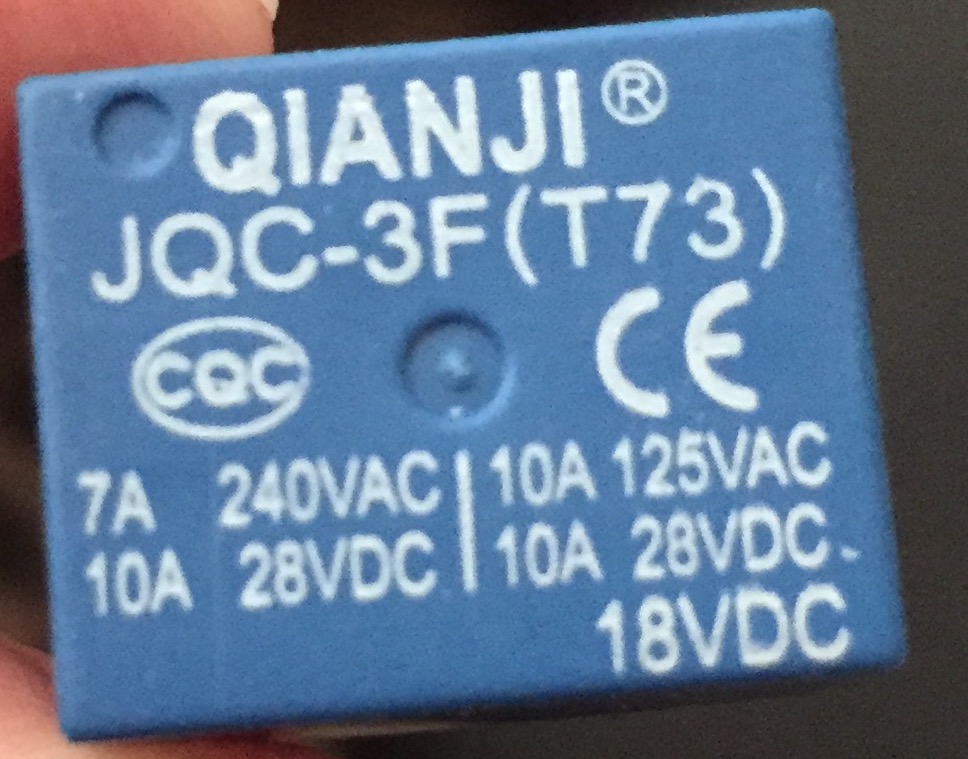 QIANJI®
JQC-3F(T73)
CQC CE
7A 240VAC | 10A 125VAC
10A 28VDC | 10A 28VDC
18VDC